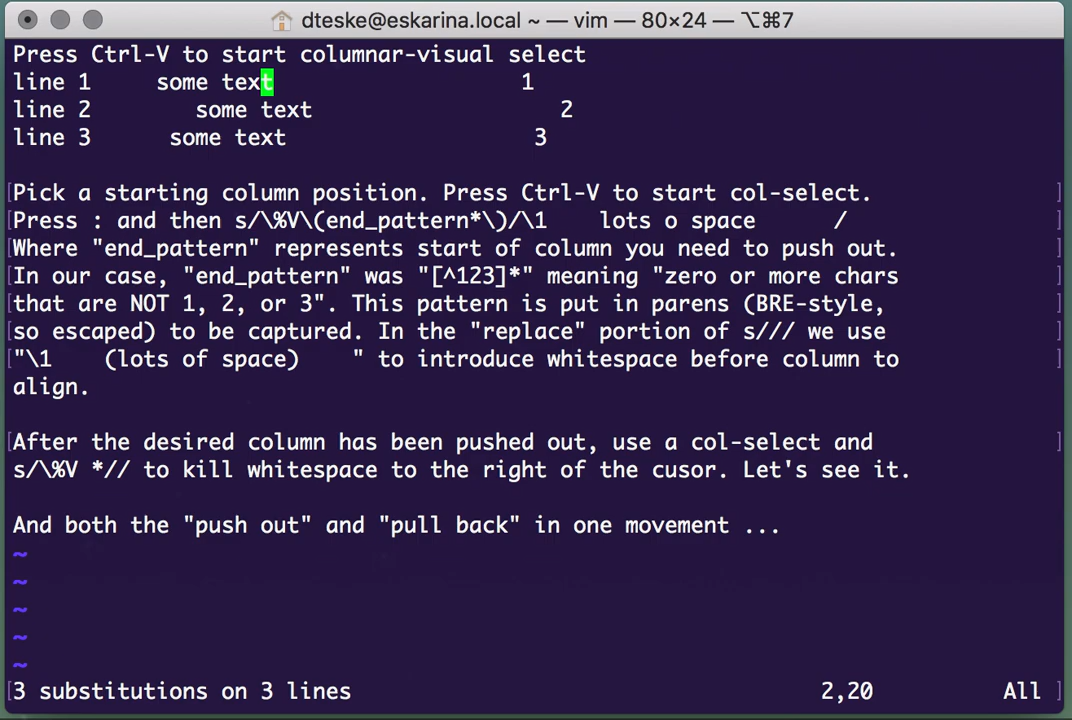 dteske@eskarina.local ~ — vim — 80×24 — ⌥⌘7
Press Ctrl-V to start columnar-visual select
line 1     some text                   1
line 2        some text                   2
line 3      some text                   3
Pick a starting column position. Press Ctrl-V to start col-select.
Press : and then s/\%V\(end_pattern*\)/\1    lots o space      /
Where "end_pattern" represents start of column you need to push out.
In our case, "end_pattern" was "[^123]*" meaning "zero or more chars
that are NOT 1, 2, or 3". This pattern is put in parens (BRE-style,
so escaped) to be captured. In the "replace" portion of s/// we use
"\1    (lots of space)    " to introduce whitespace before column to
align.
After the desired column has been pushed out, use a col-select and
s/\%V *// to kill whitespace to the right of the cusor. Let's see it.
And both the "push out" and "pull back" in one movement ...
~
~
~
~
~
3 substitutions on 3 lines                                    2,20          All